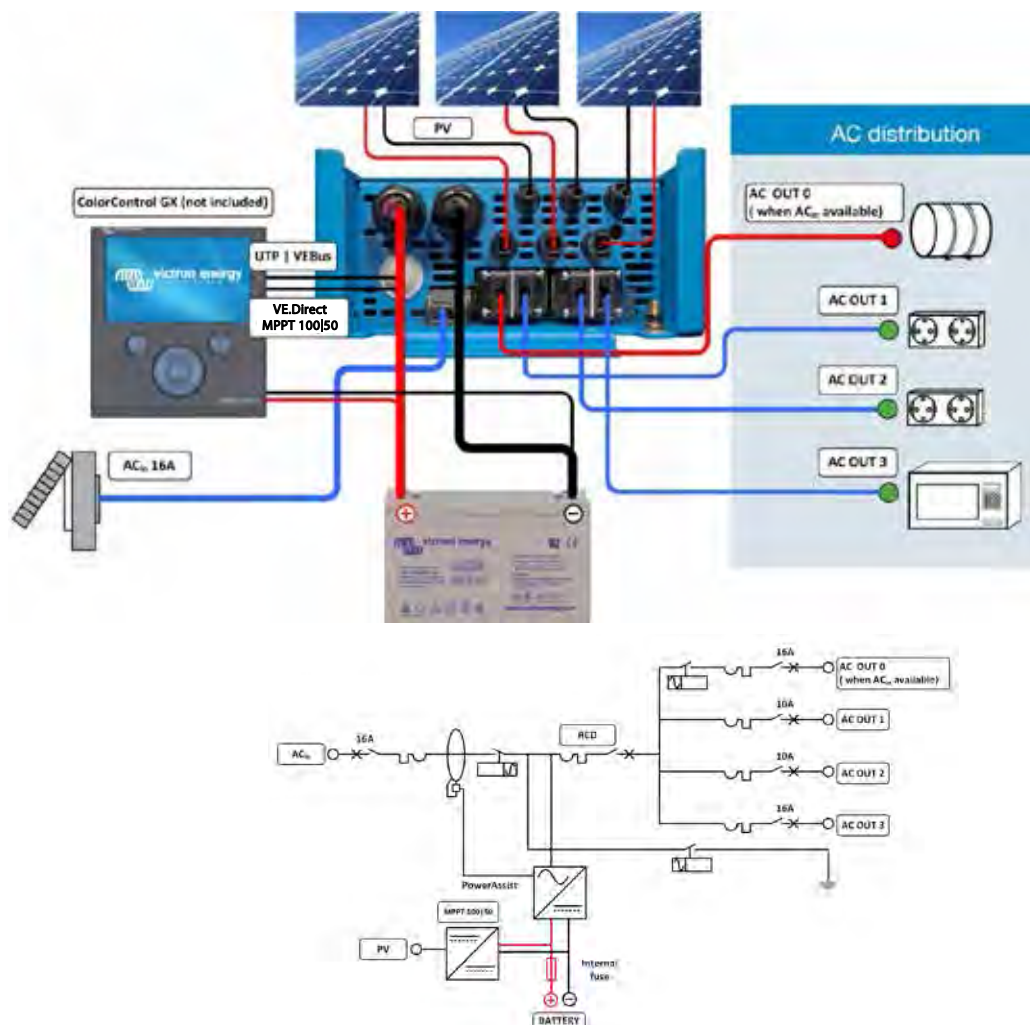 PV
AC distribution
ColorControl GX (not included)
AC OUT 0
( when ACin available)
victron energy
UTP | VEBus
VE.Direct
MPPT 100|50
AC OUT 1
AC OUT 2
ACin 16A
AC OUT 3
+
−
victron energy
16A
AC OUT 0
( when ACin available)
10A
AC OUT 1
16A
RCD
ACin
10A
AC OUT 2
16A
AC OUT 3
PowerAssist
MPPT 100|50
PV
Internal
fuse
+
−
BATTERY